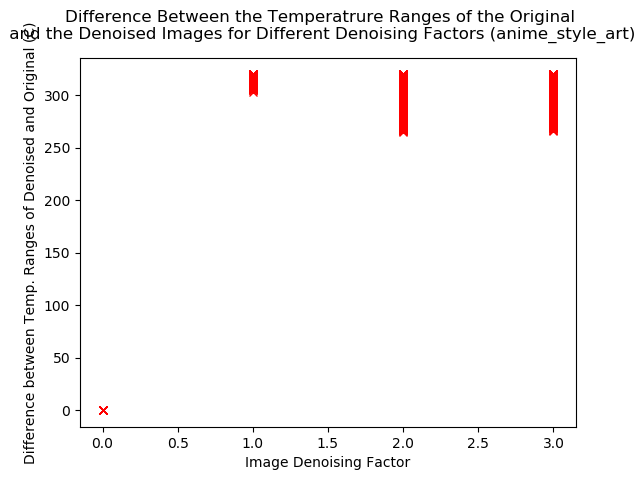 Difference Between the Temperatrure Ranges of the Original
and the Denoised Images for Different Denoising Factors (anime_style_art)
Difference between Temp. Ranges of Denoised and Original (C)
300
250
200
150
100
50
0
0.0 0.5 1.0 1.5 2.0 2.5 3.0
Image Denoising Factor